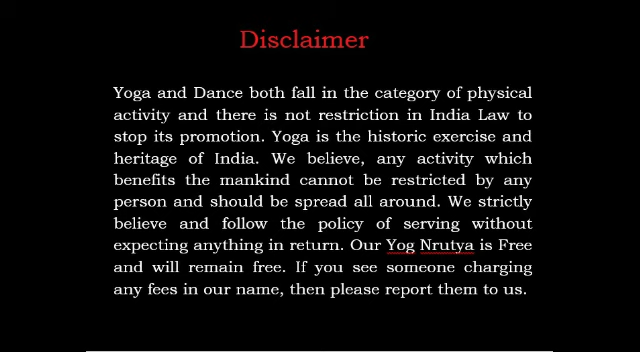 Disclaimer
Yoga and Dance both fall in the category of physical
activity and there is not restriction in India Law to
stop its promotion. Yoga is the historic exercise and
heritage of India. We believe, any activity which
benefits the mankind cannot be restricted by any
person and should be spread all around. We strictly
believe and follow the policy of serving without
expecting anything in return. Our Yog Nrutya is Free
and will remain free. If you see someone charging
any fees in our name, then please report them to us.